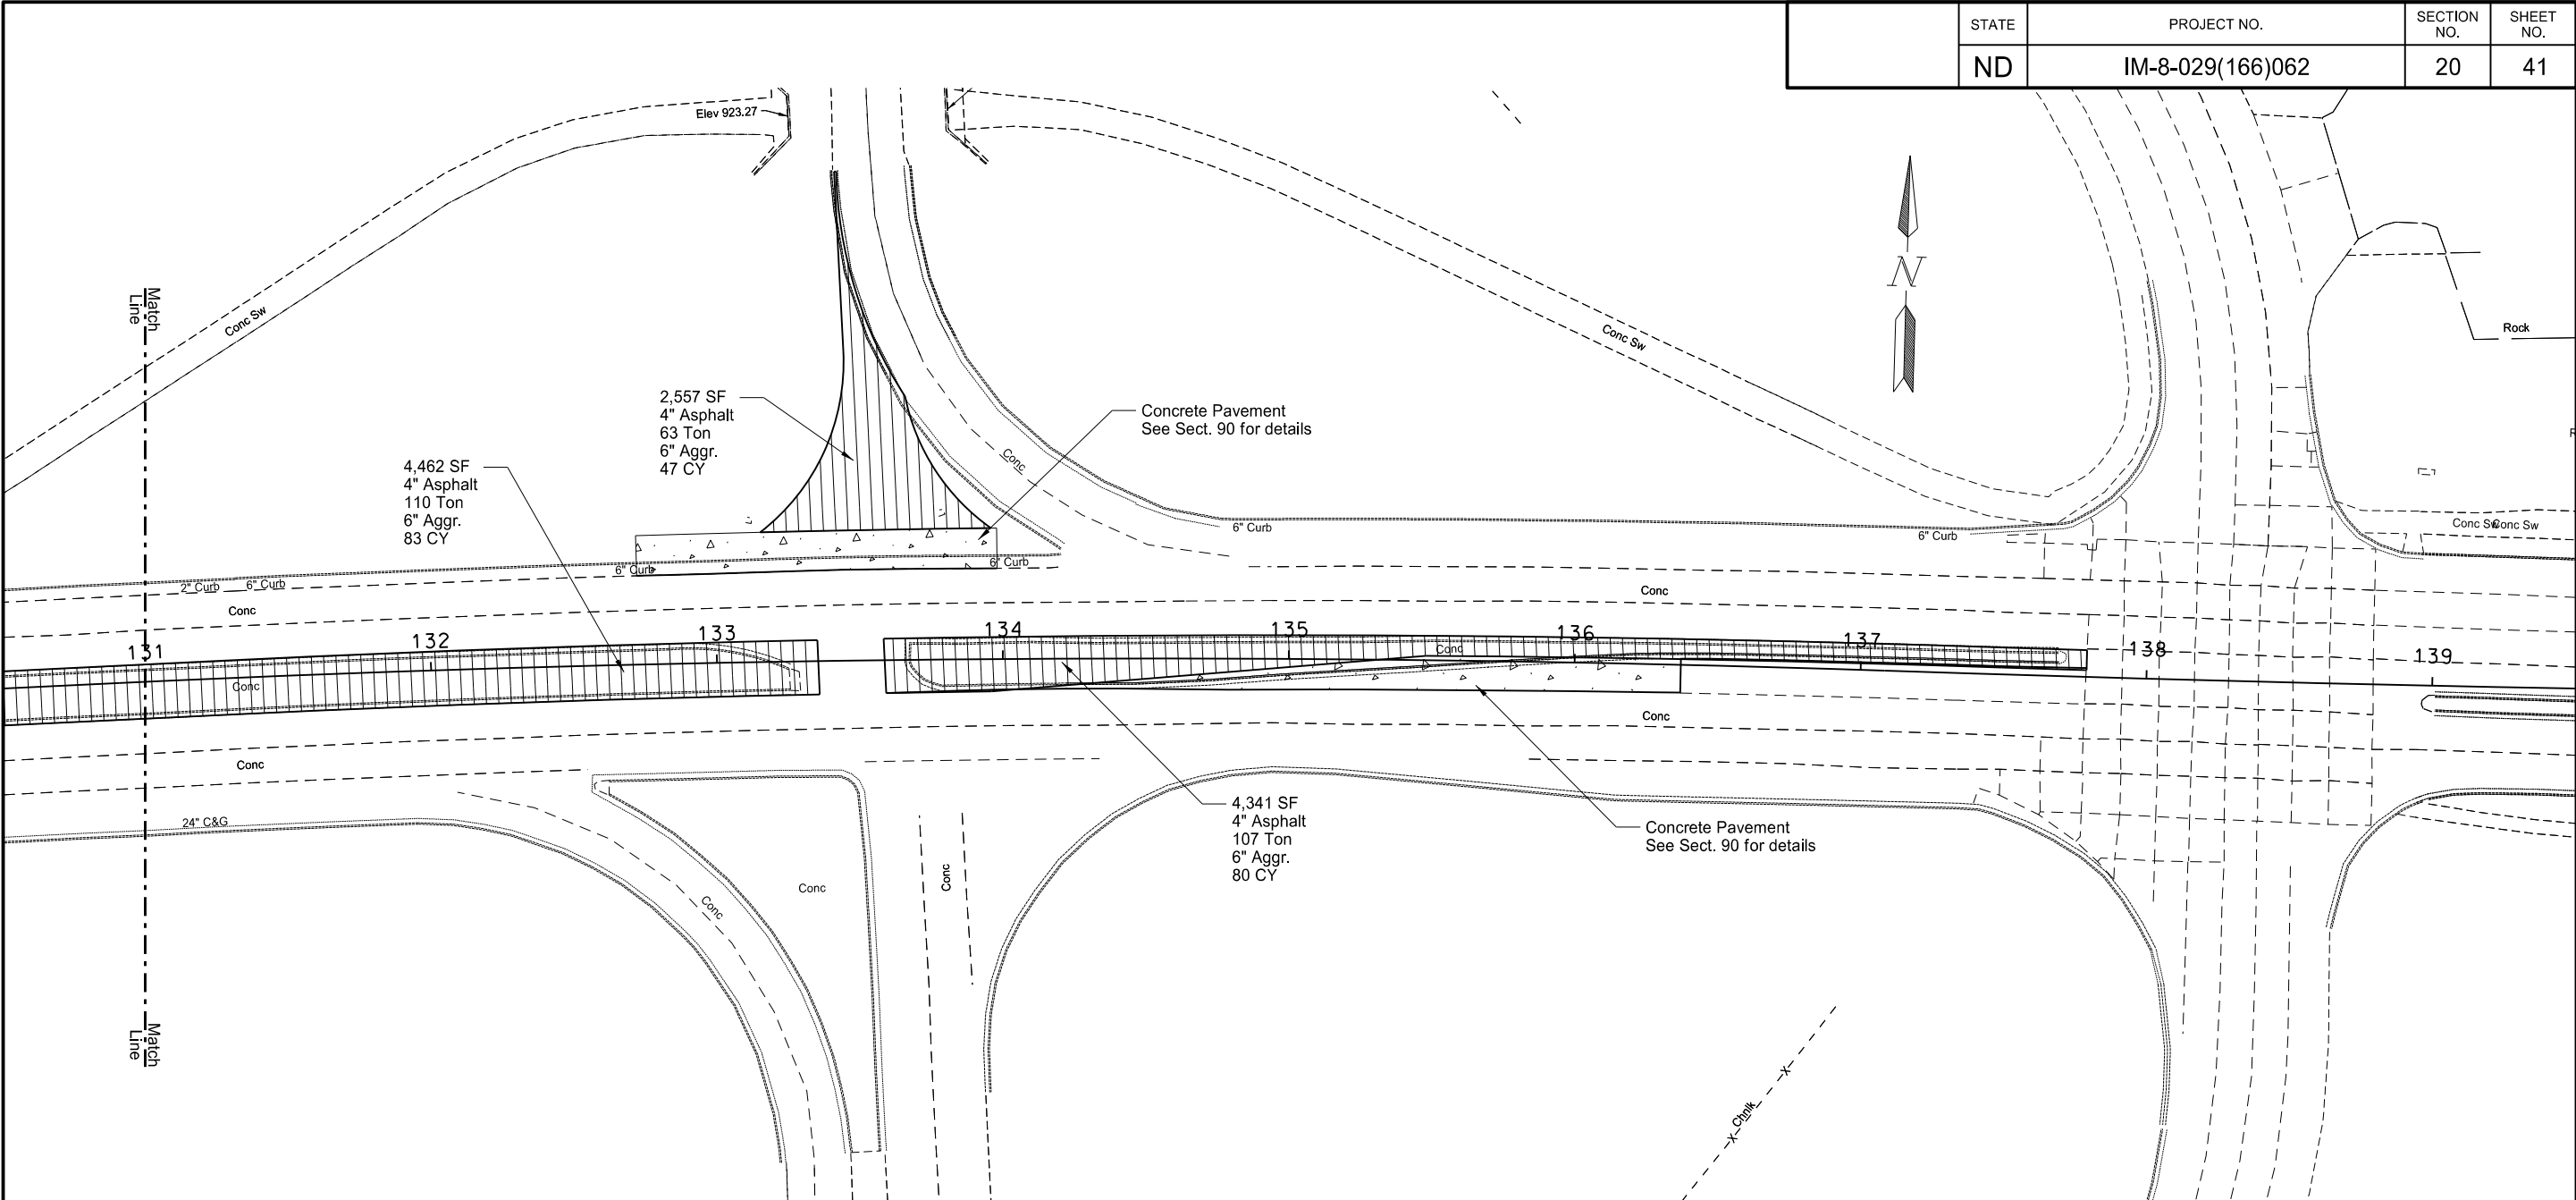 STATE
PROJECT NO.
SECTION NO.
SHEET NO.
ND
IM-8-029(166)062
20
41
Elev 923.27
N
Match Line
Conc Sw
Conc Sw
Rock
2,557 SF
4" Asphalt
63 Ton
6" Aggr.
47 CY
Concrete Pavement
See Sect. 90 for details
4,462 SF
4" Asphalt
110 Ton
6" Aggr.
83 CY
Conc
6" Curb
6" Curb
Conc Sw
Conc Sw
2" Curb
6" Curb
6" Curb
6" Curb
Conc
Conc
131
132
133
134
135
136
137
138
139
Conc
Conc
Conc
Conc
24" C&G
4,341 SF
4" Asphalt
107 Ton
6" Aggr.
80 CY
Concrete Pavement
See Sect. 90 for details
Conc
Conc
Conc
Match Line
X
Chnlk
X